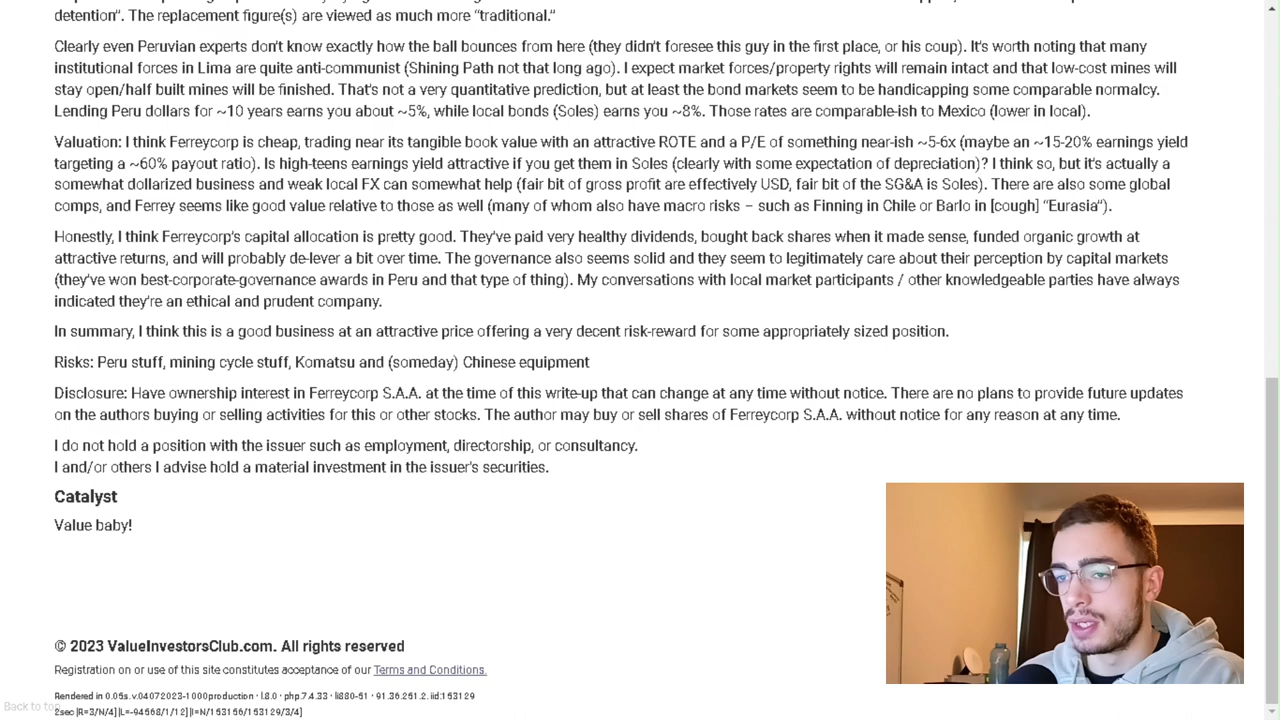 detention". The replacement figure(s) are viewed as much more "traditional."
Clearly even Peruvian experts don't know exactly how the ball bounces from here (they didn't foresee this guy in the first place, or his coup). It's worth noting that many
institutional forces in Lima are quite anti-communist (Shining Path not that long ago). I expect market forces/property rights will remain intact and that low-cost mines will
stay open/half built mines will be finished. That's not a very quantitative prediction, but at least the bond markets seem to be handicapping some comparable normalcy.
Lending Peru dollars for ~10 years earns you about ~5%, while local bonds (Soles) earns you ~8%. Those rates are comparable-ish to Mexico (lower in local).
Valuation: I think Ferreycorp is cheap, trading near its tangible book value with an attractive ROTE and a P/E of something near-ish ~5-6x (maybe an ~15-20% earnings yield
targeting a ~60% payout ratio). Is high-teens earnings yield attractive if you get them in Soles (clearly with some expectation of depreciation)? I think so, but it's actually a
somewhat dollarized business and weak local FX can somewhat help (fair bit of gross profit are effectively USD, fair bit of the SG&A is Soles). There are also some global
comps, and Ferrey seems like good value relative to those as well (many of whom also have macro risks – such as Finning in Chile or Barlo in [cough] "Eurasia").
Honestly, I think Ferreycorp's capital allocation is pretty good. They've paid very healthy dividends, bought back shares when it made sense, funded organic growth at
attractive returns, and will probably de-lever a bit over time. The governance also seems solid and they seem to legitimately care about their perception by capital markets
(they've won best-corporate-governance awards in Peru and that type of thing). My conversations with local market participants / other knowledgeable parties have always
indicated they're an ethical and prudent company.
In summary, I think this is a good business at an attractive price offering a very decent risk-reward for some appropriately sized position.
Risks: Peru stuff, mining cycle stuff, Komatsu and (someday) Chinese equipment
Disclosure: Have ownership interest in Ferreycorp S.A.A. at the time of this write-up that can change at any time without notice. There are no plans to provide future updates
on the authors buying or selling activities for this or other stocks. The author may buy or sell shares of Ferreycorp S.A.A. without notice for any reason at any time.
I do not hold a position with the issuer such as employment, directorship, or consultancy.
I and/or others I advise hold a material investment in the issuer's securities.
Catalyst
Value baby!
© 2023 ValueInvestorsClub.com. All rights reserved
Registration on or use of this site constitutes acceptance of our Terms and Conditions.
Rendered in 0.05s. v.04072023-1000production
Back to top